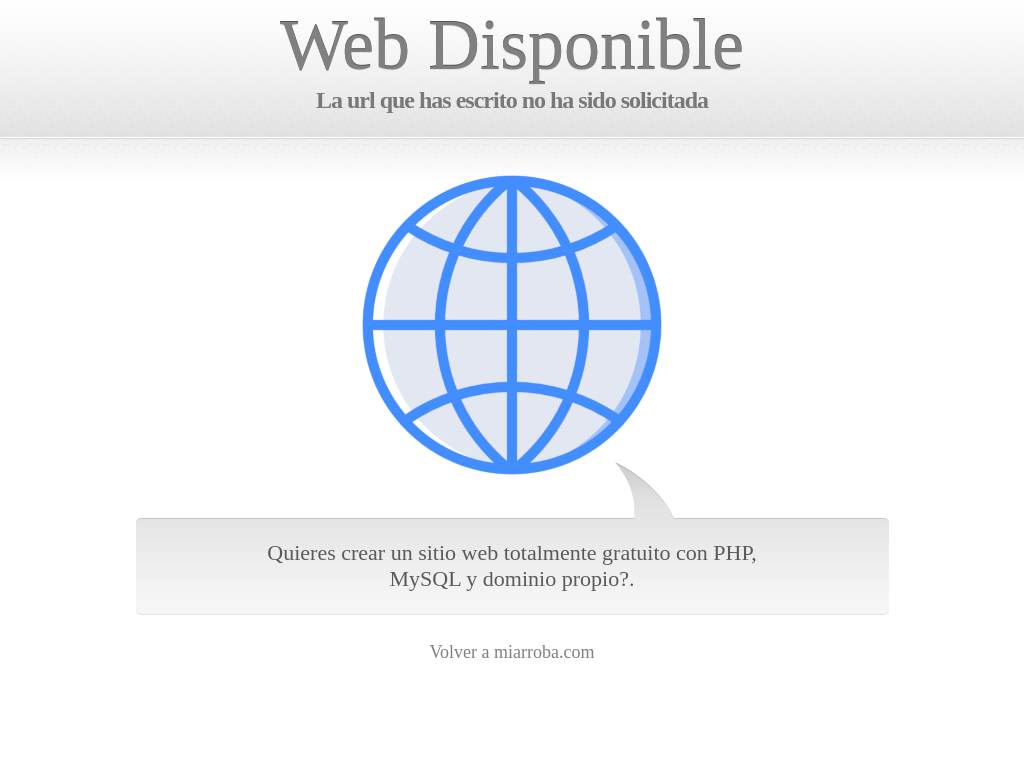 Web Disponible
La url que has escrito no ha sido solicitada
Quieres crear un sitio web totalmente gratuito con PHP,
MySQL y dominio propio?.
Volver a miarroba.com